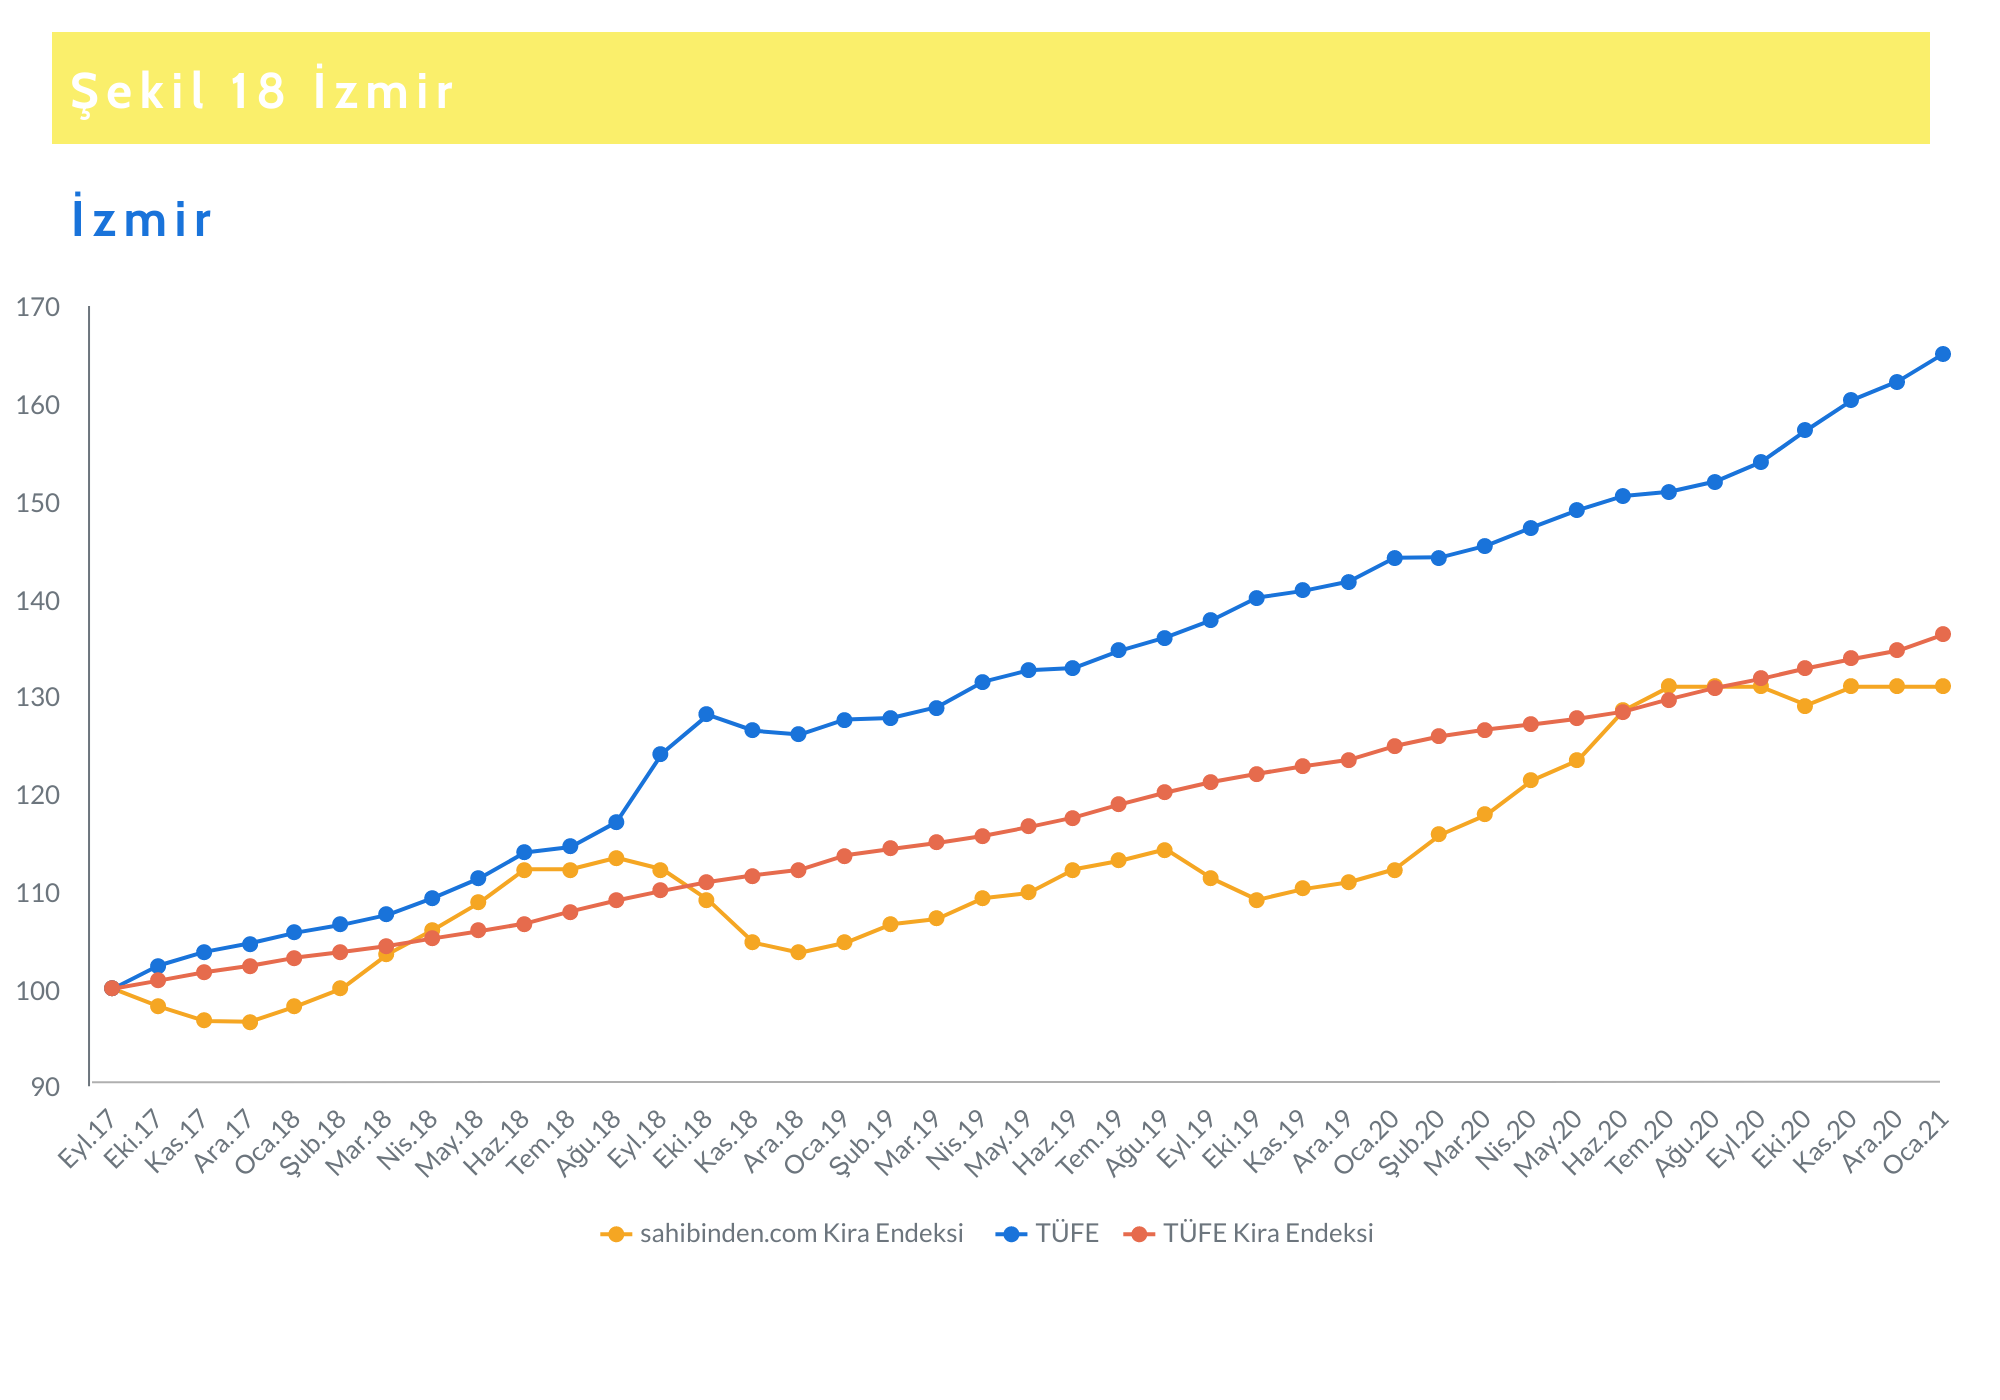 Şekil 18 İzmir
İzmir
170
160
150
140
130
120
110
100
90
Eyl.17
Eki.17
Kas.17
Ara.17
Oca.18
Şub.18
Mar.18
Nis.18
May.18
Haz.18
Tem.18
Ağu.18
Eyl.18
Eki.18
Kas.18
Ara.18
Oca.19
Şub.19
Mar.19
Nis.19
May.19
Haz.19
Tem.19
Ağu.19
Eyl.19
Eki.19
Kas.19
Ara.19
Oca.20
Şub.20
Mar.20
Nis.20
May.20
Haz.20
Tem.20
Ağu.20
Eyl.20
Eki.20
Kas.20
Ara.20
Oca.21
sahibinden.com Kira Endeksi TÜFE TÜFE Kira Endeksi